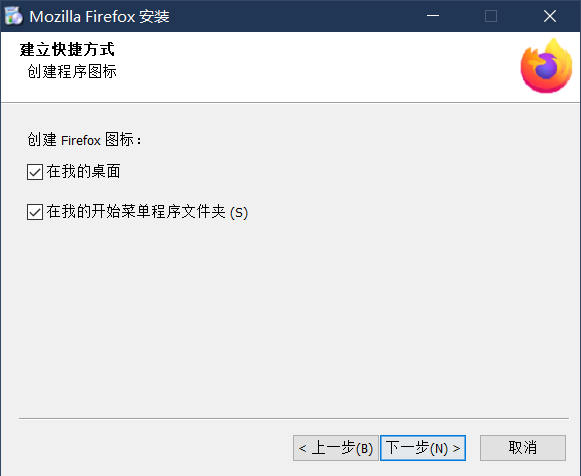 Mozilla Firefox 安装
建立快捷方式
创建程序图标
创建 Firefox 图标：
在我的桌面
在我的开始菜单程序文件夹 (S)
< 上一步(B) 下一步(N) > 取消